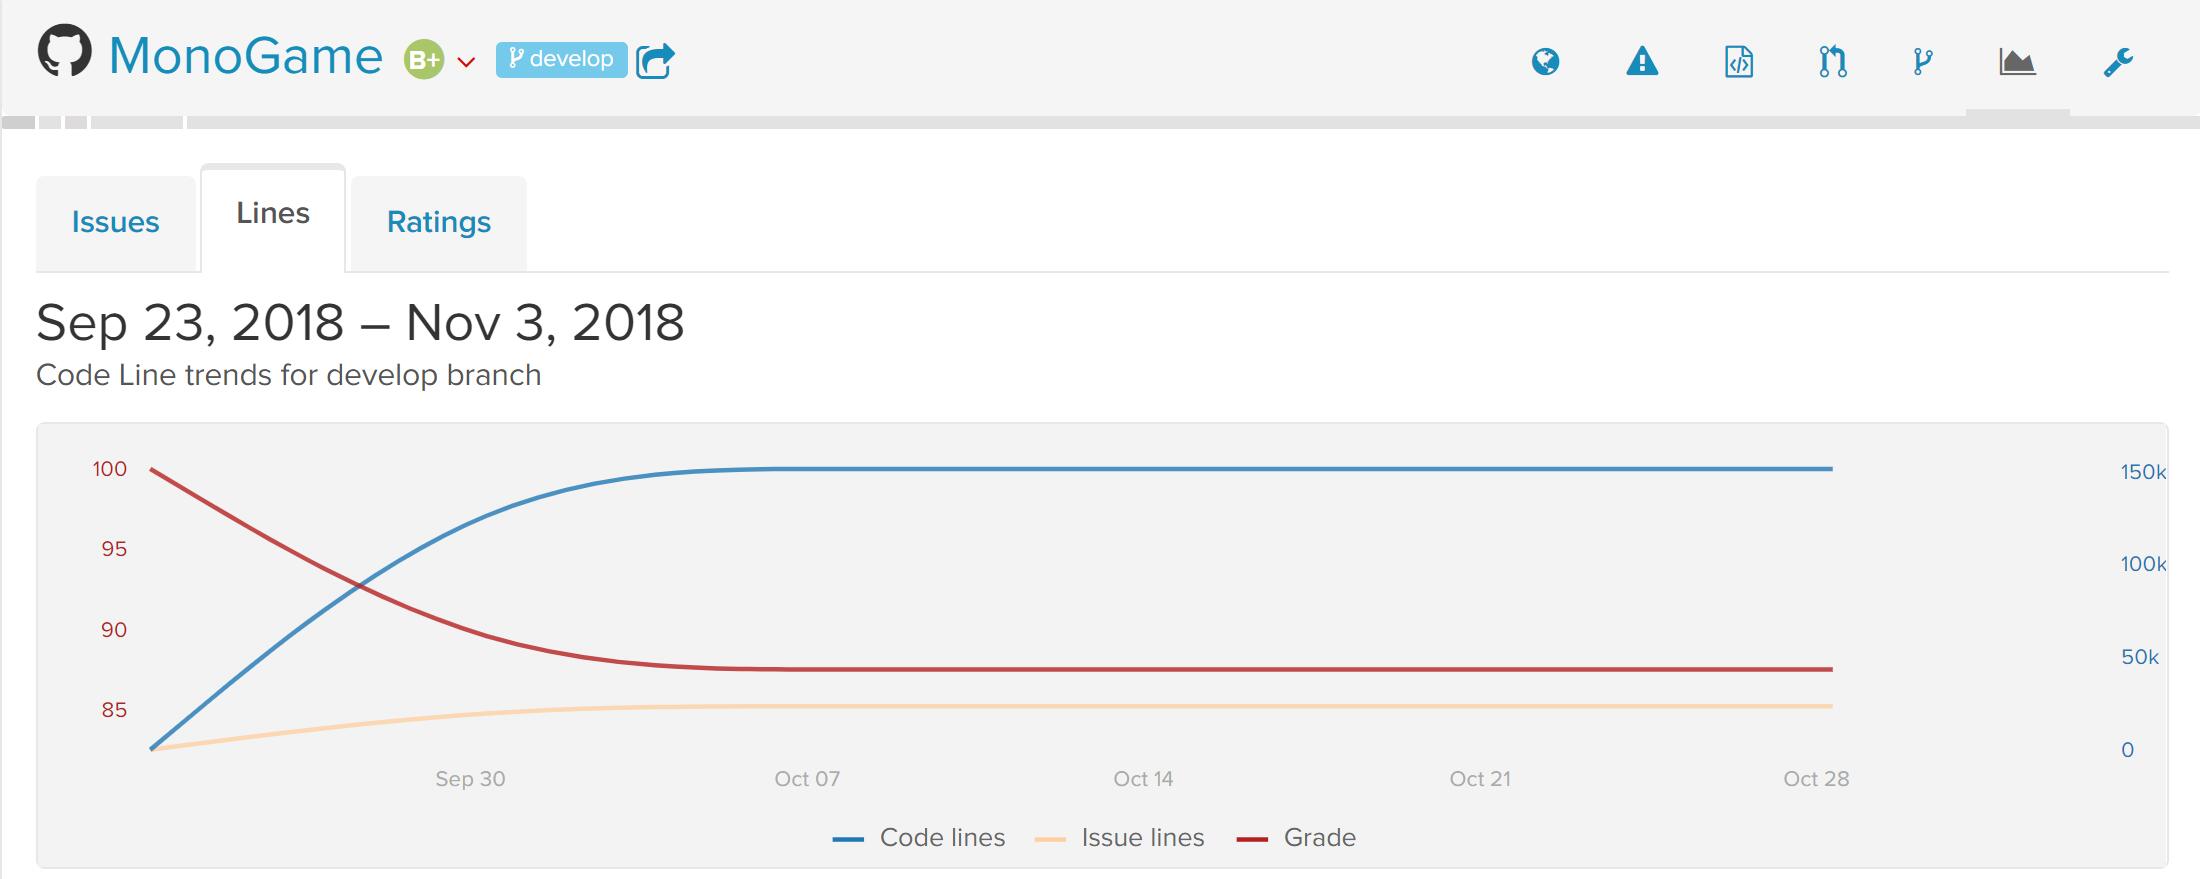 MonoGame B+ develop
Issues Lines Ratings
Sep 23, 2018 – Nov 3, 2018
Code Line trends for develop branch
100 150k
95
100k
90
50k
85
0
Sep 30 Oct 07 Oct 14 Oct 21 Oct 28
Code lines Issue lines Grade